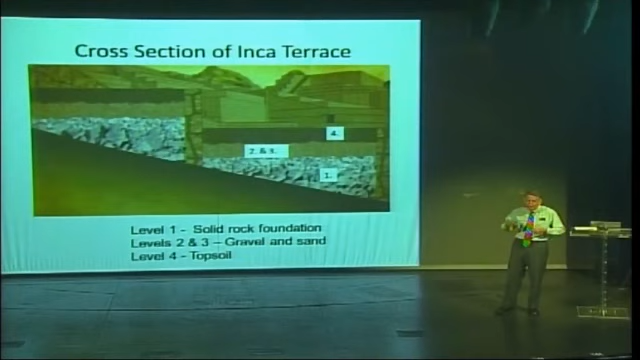 Cross Section of Inca Terrace
4.
2 & 3.
1.
Level 1 - Solid rock foundation
Levels 2 & 3 – Gravel and sand
Level 4 - Topsoil